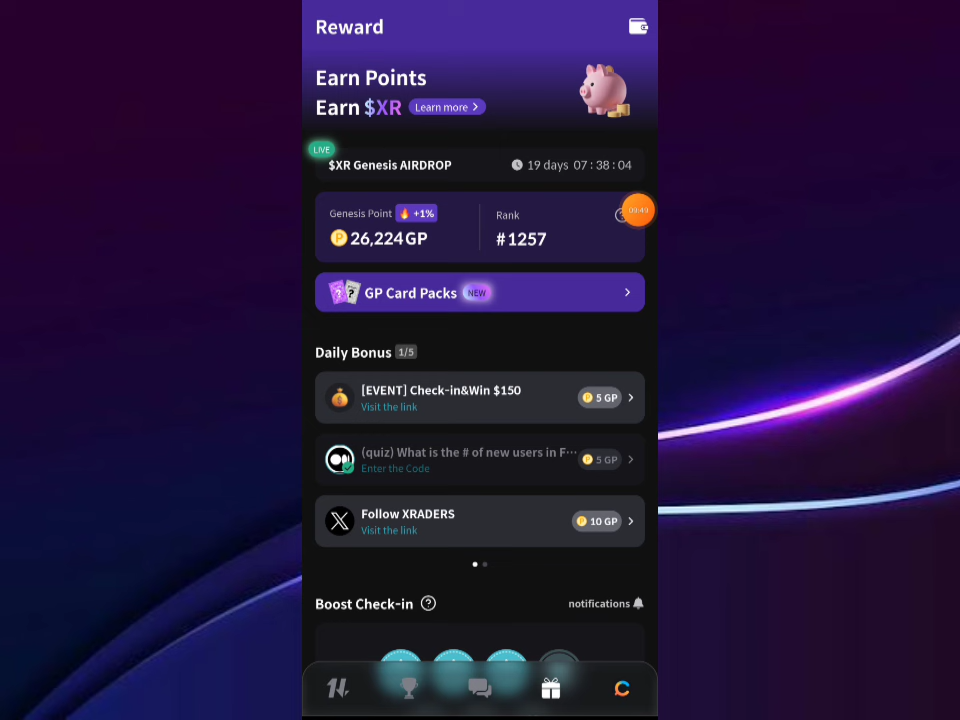 Reward
Earn Points
Earn $XR Learn more
LIVE
$XR Genesis AIRDROP 19 days 07 : 38 : 04
Genesis Point +1% Rank ?
09:49
P 26,224 GP #1257
? ? GP Card Packs NEW
Daily Bonus 1/5
[EVENT] Check-in&Win $150
Visit the link
P 5 GP
(quiz) What is the # of new users in F...
Enter the Code
P 5 GP
Follow XRADERS
Visit the link
P 10 GP
Boost Check-in ? notifications